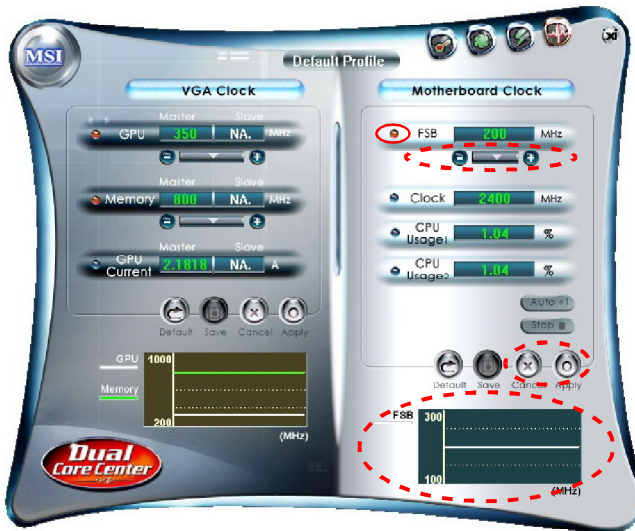 MSI
Default Profile
VGA Clock
Master Slave
GPU 350 NA. MHz
Master Slave
Memory 800 NA. MHz
Master Slave
GPU Current 2.1818 NA. A
Default Save Cancel Apply
GPU
Memory
1000
200
(MHz)
Dual
Core Center
Motherboard Clock
FSB 200 MHz
Clock 2400 MHz
CPU Usage1 1.04 %
CPU Usage2 1.04 %
Auto +1
Stop
Default Save Cancel Apply
FSB
300
100
(MHz)